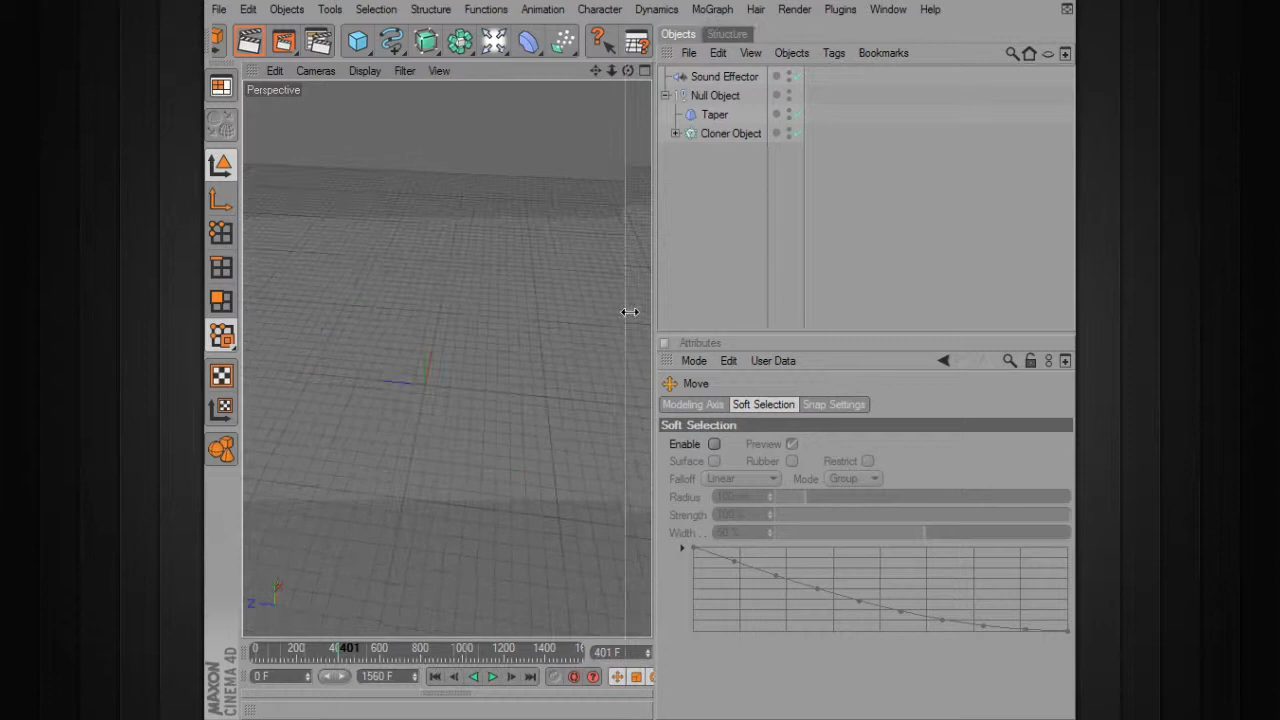 File Edit Objects Tools Selection Structure Functions Animation Character Dynamics MoGraph Hair Render Plugins Window Help
Objects Structure
File Edit View Objects Tags Bookmarks
Edit Cameras Display Filter View
Perspective
Sound Effector
Null Object
Taper
Cloner Object
Attributes
Mode Edit User Data
Move
Modeling Axis Soft Selection Snap Settings
Soft Selection
Enable Preview
Surface Rubber Restrict
Falloff Linear Mode Group
Radius
Strength 100 %
Width . . 50 %
Z
0 200 401 600 800 1000 1200 1400 401 F
0 F 1560 F
MAXON
CINEMA 4D